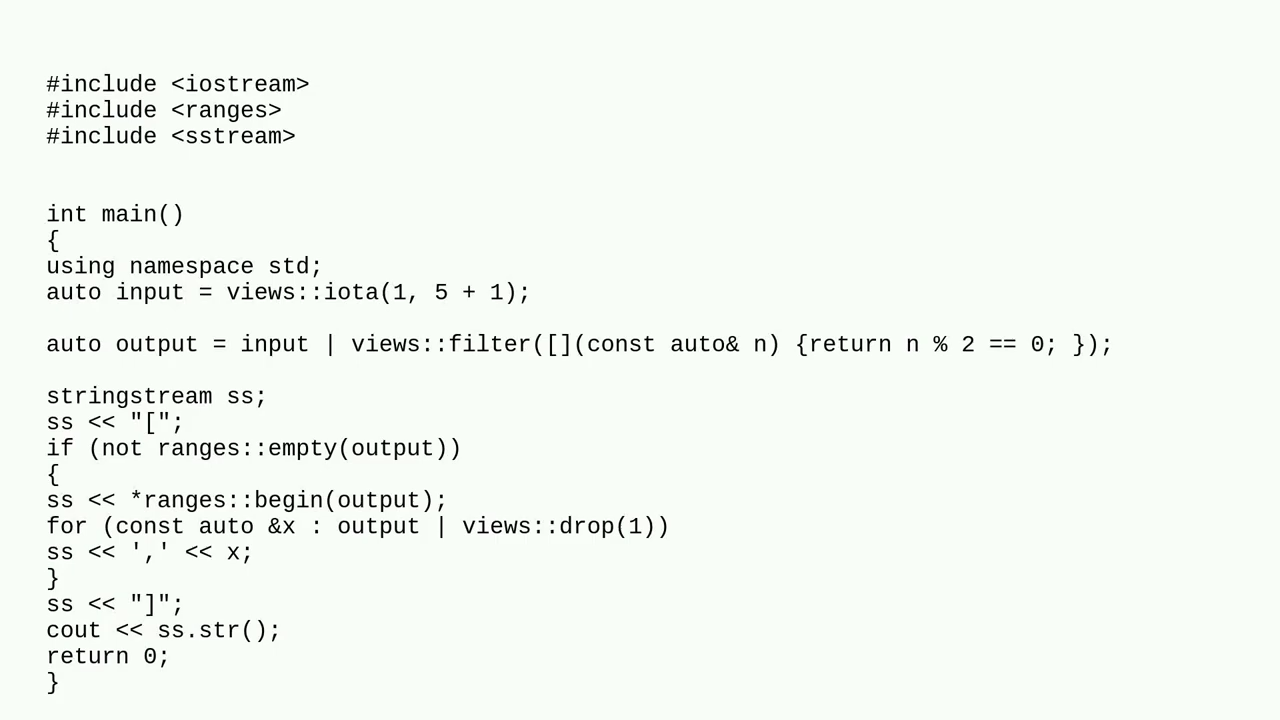 #include <iostream>
#include <ranges>
#include <sstream>
int main()
{
using namespace std;
auto input = views::iota(1, 5 + 1);
auto output = input | views::filter([](const auto& n) {return n % 2 == 0; });
stringstream ss;
ss << "[";
if (not ranges::empty(output))
{
ss << *ranges::begin(output);
for (const auto &x : output | views::drop(1))
ss << ',' << x;
}
ss << "]";
cout << ss.str();
return 0;
}